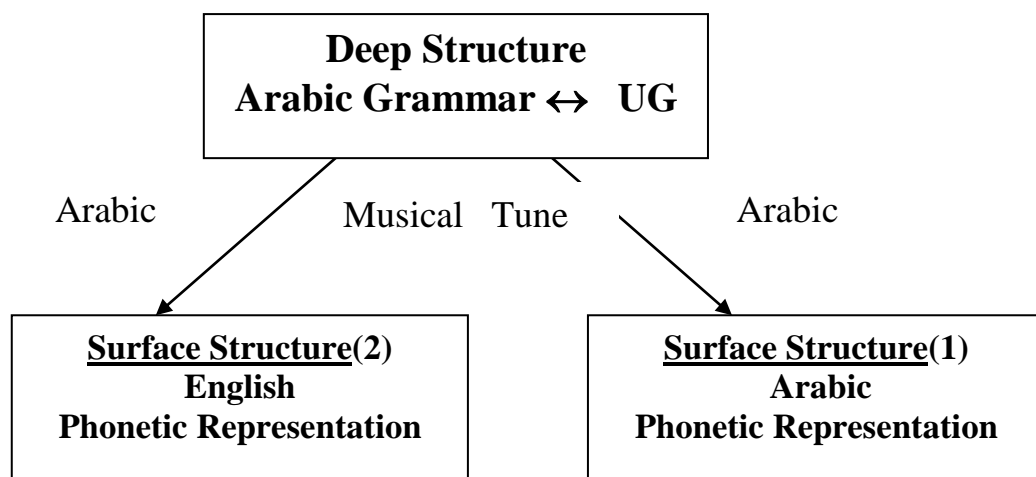 Deep Structure
Arabic Grammar ↔ UG
Arabic Musical Tune Arabic
Surface Structure(2)
English
Phonetic Representation
Surface Structure(1)
Arabic
Phonetic Representation